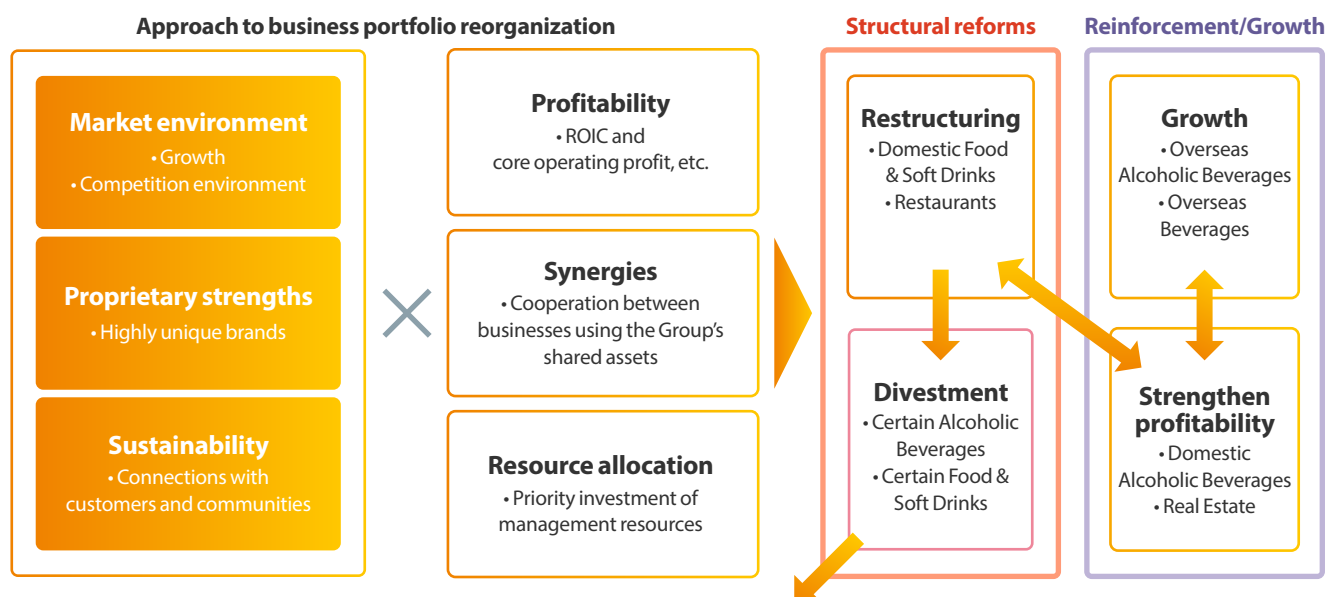 Approach to business portfolio reorganization
Market environment
• Growth
• Competition environment
Proprietary strengths
• Highly unique brands
Sustainability
• Connections with
customers and communities
Profitability
• ROIC and
core operating profit, etc.
Synergies
• Cooperation between
businesses using the Group’s
shared assets
Resource allocation
• Priority investment of
management resources
Structural reforms
Restructuring
• Domestic Food
& Soft Drinks
• Restaurants
Divestment
• Certain Alcoholic
Beverages
• Certain Food &
Soft Drinks
Reinforcement/Growth
Growth
• Overseas
Alcoholic Beverages
• Overseas
Beverages
Strengthen
profitability
• Domestic
Alcoholic Beverages
• Real Estate